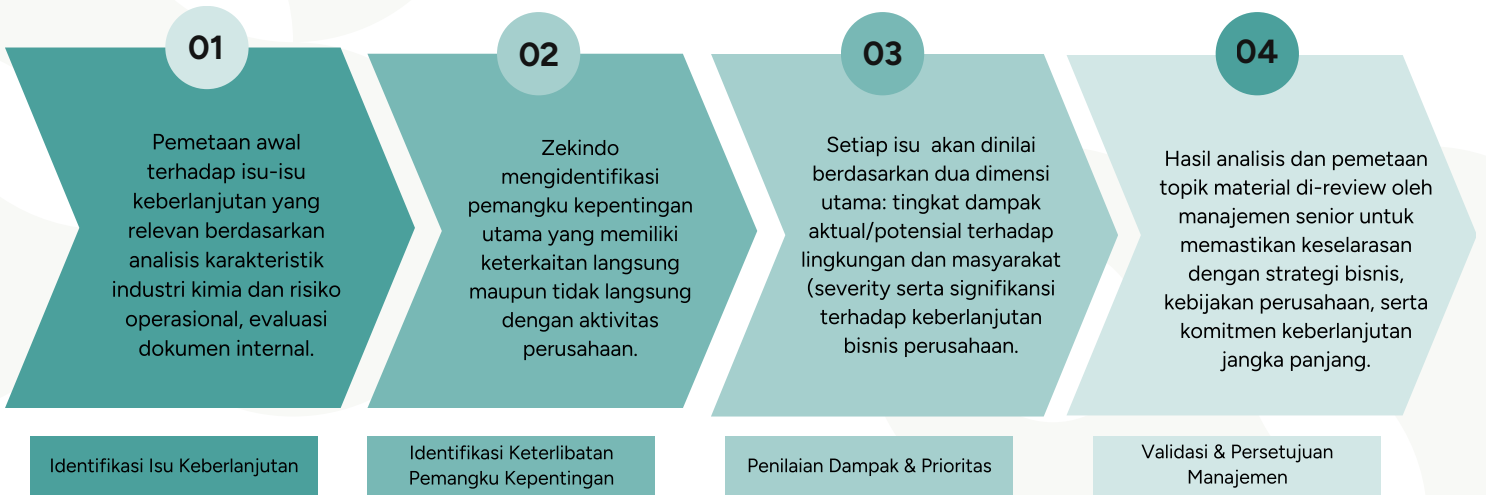 01
Pemetaan awal
terhadap isu-isu
keberlanjutan yang
relevan berdasarkan
analisis karakteristik
industri kimia dan risiko
operasional, evaluasi
dokumen internal.
Identifikasi Isu Keberlanjutan
02
Zekindo
mengidentifikasi
pemangku kepentingan
utama yang memiliki
keterkaitan langsung
maupun tidak langsung
dengan aktivitas
perusahaan.
Identifikasi Keterlibatan
Pemangku Kepentingan
03
Setiap isu  akan dinilai
berdasarkan dua dimensi
utama: tingkat dampak
aktual/potensial terhadap
lingkungan dan masyarakat
(severity serta signifikansi
terhadap keberlanjutan
bisnis perusahaan.
Penilaian Dampak & Prioritas
04
Hasil analisis dan pemetaan
topik material di-review oleh
manajemen senior untuk
memastikan keselarasan
dengan strategi bisnis,
kebijakan perusahaan, serta
komitmen keberlanjutan
jangka panjang.
Validasi & Persetujuan
Manajemen